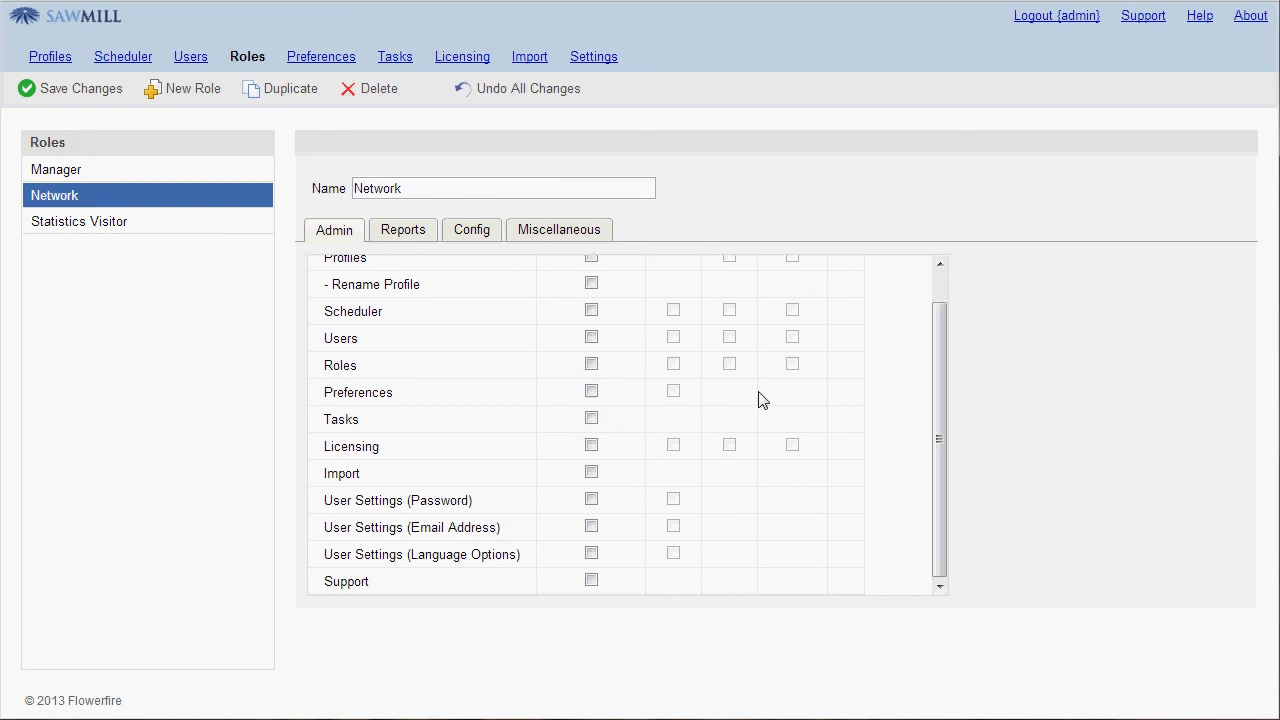 SAWMILL
Logout {admin} Support Help About
Profiles Scheduler Users Roles Preferences Tasks Licensing Import Settings
Save Changes New Role Duplicate Delete Undo All Changes
Roles
Manager
Network
Statistics Visitor
Name Network
Admin Reports Config Miscellaneous
Profiles
- Rename Profile
Scheduler
Users
Roles
Preferences
Tasks
Licensing
Import
User Settings (Password)
User Settings (Email Address)
User Settings (Language Options)
Support
© 2013 Flowerfire